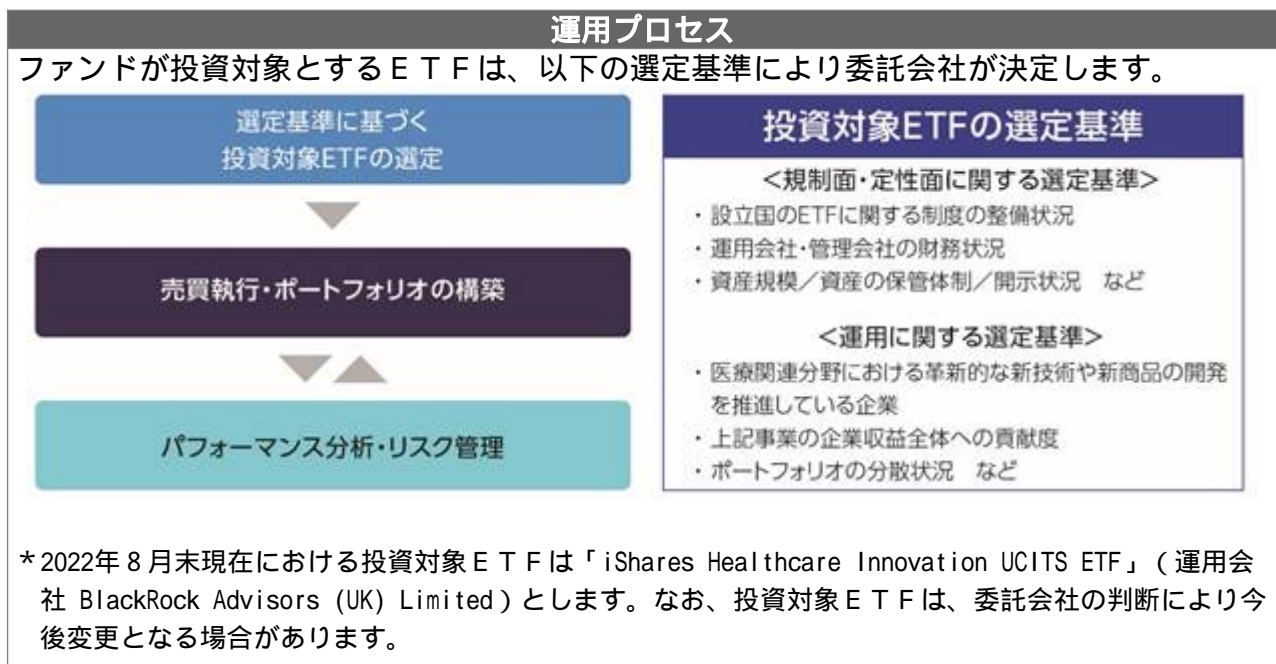 運用プロセス
ファンドが投資対象とするＥＴＦは、以下の選定基準により委託会社が決定します。
選定基準に基づく
投資対象ETFの選定
売買執行・ポートフォリオの構築
パフォーマンス分析・リスク管理
投資対象ETFの選定基準
＜規制面・定性面に関する選定基準＞
・設立国のETFに関する制度の整備状況
・運用会社・管理会社の財務状況
・資産規模／資産の保管体制／開示状況　など
＜運用に関する選定基準＞
・医療関連分野における革新的な新技術や新商品の開発
を推進している企業
・上記事業の企業収益全体への貢献度
・ポートフォリオの分散状況　など
＊2022年８月末現在における投資対象ＥＴＦは「iShares Healthcare Innovation UCITS ETF」（運用会
社 BlackRock Advisors (UK) Limited）とします。なお、投資対象ＥＴＦは、委託会社の判断により今
後変更となる場合があります。